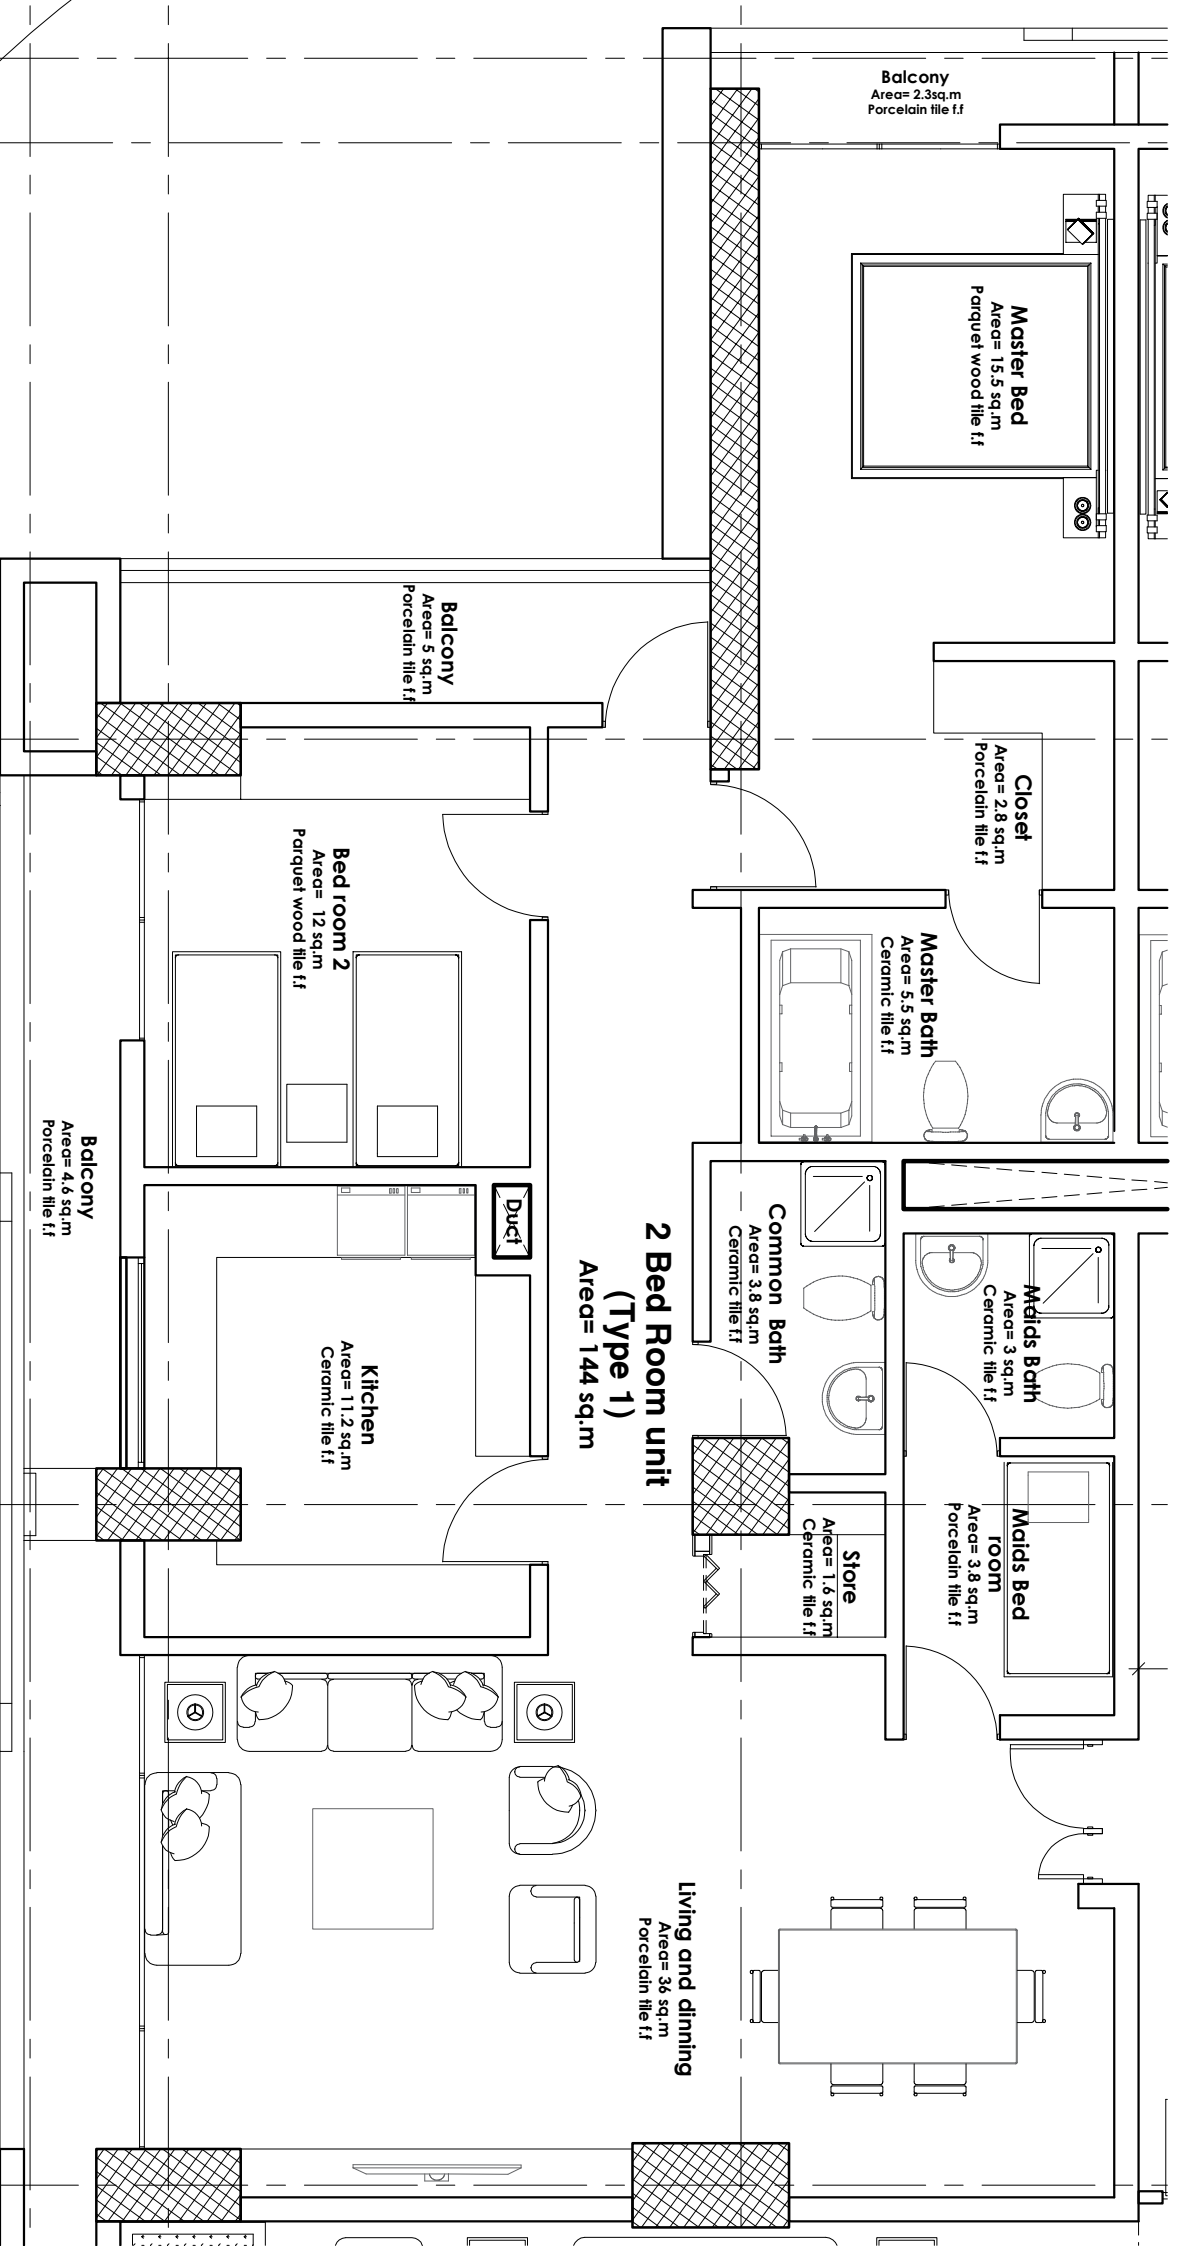 Balcony
Area= 2.3sq.m
Porcelain tile f.f
Master Bed
Area= 15.5 sq.m
Parquet wood tile f.f
Balcony
Area= 5 sq.m
Porcelain tile f.f
Closet
Area= 2.8 sq.m
Porcelain tile f.f
Bed room 2
Area= 12 sq.m
Parquet wood tile f.f
Master Bath
Area= 5.5 sq.m
Ceramic tile f.f
Balcony
Area= 4.6 sq.m
Porcelain tile f.f
Duct
2 Bed Room unit
(Type 1)
Area= 144 sq.m
Common Bath
Area= 3.8 sq.m
Ceramic tile f.f
Maids Bath
Area= 3 sq.m
Ceramic tile f.f
Kitchen
Area= 11.2 sq.m
Ceramic tile f.f
Maids Bed
room
Area= 3.8 sq.m
Porcelain tile f.f
Store
Area= 1.6 sq.m
Ceramic tile f.f
Living and dinning
Area= 36 sq.m
Porcelain tile f.f